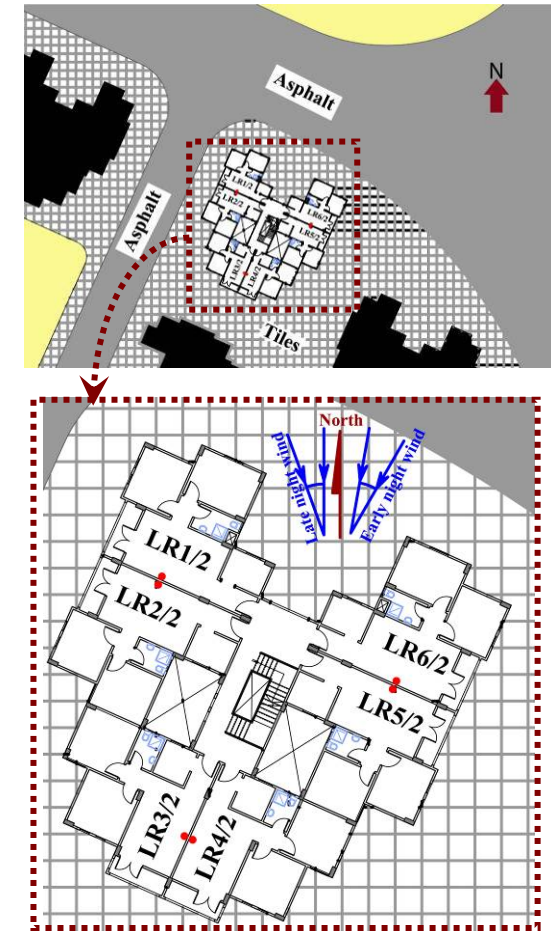 N
Asphalt
Asphalt
LR1/2
LR2/2
LR6/2
LR5/2
LR3/2
LR4/2
Tiles
North
Late night wind
Early night wind
LR1/2
LR2/2
LR6/2
LR5/2
LR3/2
LR4/2